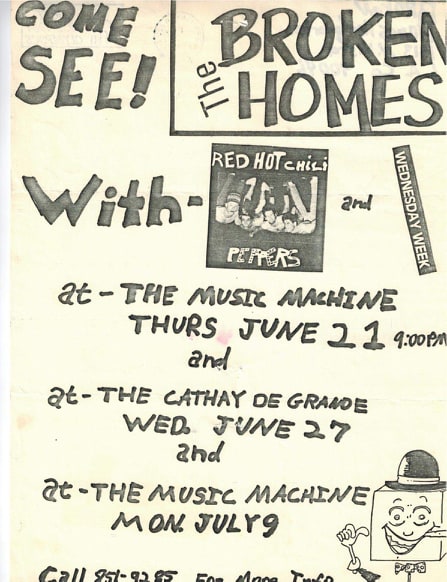 COME
SEE!
The
BROKEN
HOMES
With-
RED HOT CHILI
PEPPERS
and
WEDNESDAY WEEK
at - THE MUSIC MACHINE
THURS JUNE 21 9:00PM
and
at - THE CATHAY DE GRANDE
WED. JUNE 27
and
at - THE MUSIC MACHINE
MON. JULY 9
Call 851-9285 For More Info